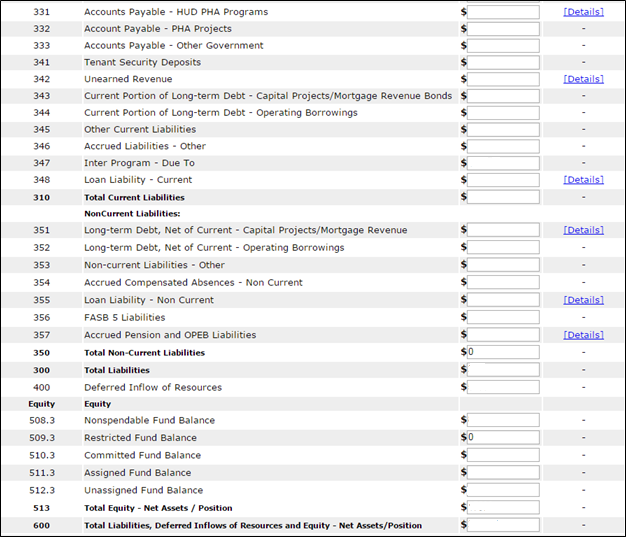 331 Accounts Payable - HUD PHA Programs $ [Details]
332 Account Payable - PHA Projects $ -
333 Accounts Payable - Other Government $ -
341 Tenant Security Deposits $ -
342 Unearned Revenue $ [Details]
343 Current Portion of Long-term Debt - Capital Projects/Mortgage Revenue Bonds $ -
344 Current Portion of Long-term Debt - Operating Borrowings $ -
345 Other Current Liabilities $ -
346 Accrued Liabilities - Other $ -
347 Inter Program - Due To $ -
348 Loan Liability - Current $ [Details]
310 Total Current Liabilities $ -
NonCurrent Liabilities:
351 Long-term Debt, Net of Current - Capital Projects/Mortgage Revenue $ [Details]
352 Long-term Debt, Net of Current - Operating Borrowings $ -
353 Non-current Liabilities - Other $ -
354 Accrued Compensated Absences - Non Current $ -
355 Loan Liability - Non Current $ [Details]
356 FASB 5 Liabilities $ -
357 Accrued Pension and OPEB Liabilities $ [Details]
350 Total Non-Current Liabilities $0 -
300 Total Liabilities $ -
400 Deferred Inflow of Resources $ -
Equity Equity
508.3 Nonspendable Fund Balance $ -
509.3 Restricted Fund Balance $0 -
510.3 Committed Fund Balance $ -
511.3 Assigned Fund Balance $ -
512.3 Unassigned Fund Balance $ -
513 Total Equity - Net Assets / Position $ -
600 Total Liabilities, Deferred Inflows of Resources and Equity - Net Assets/Position $ -